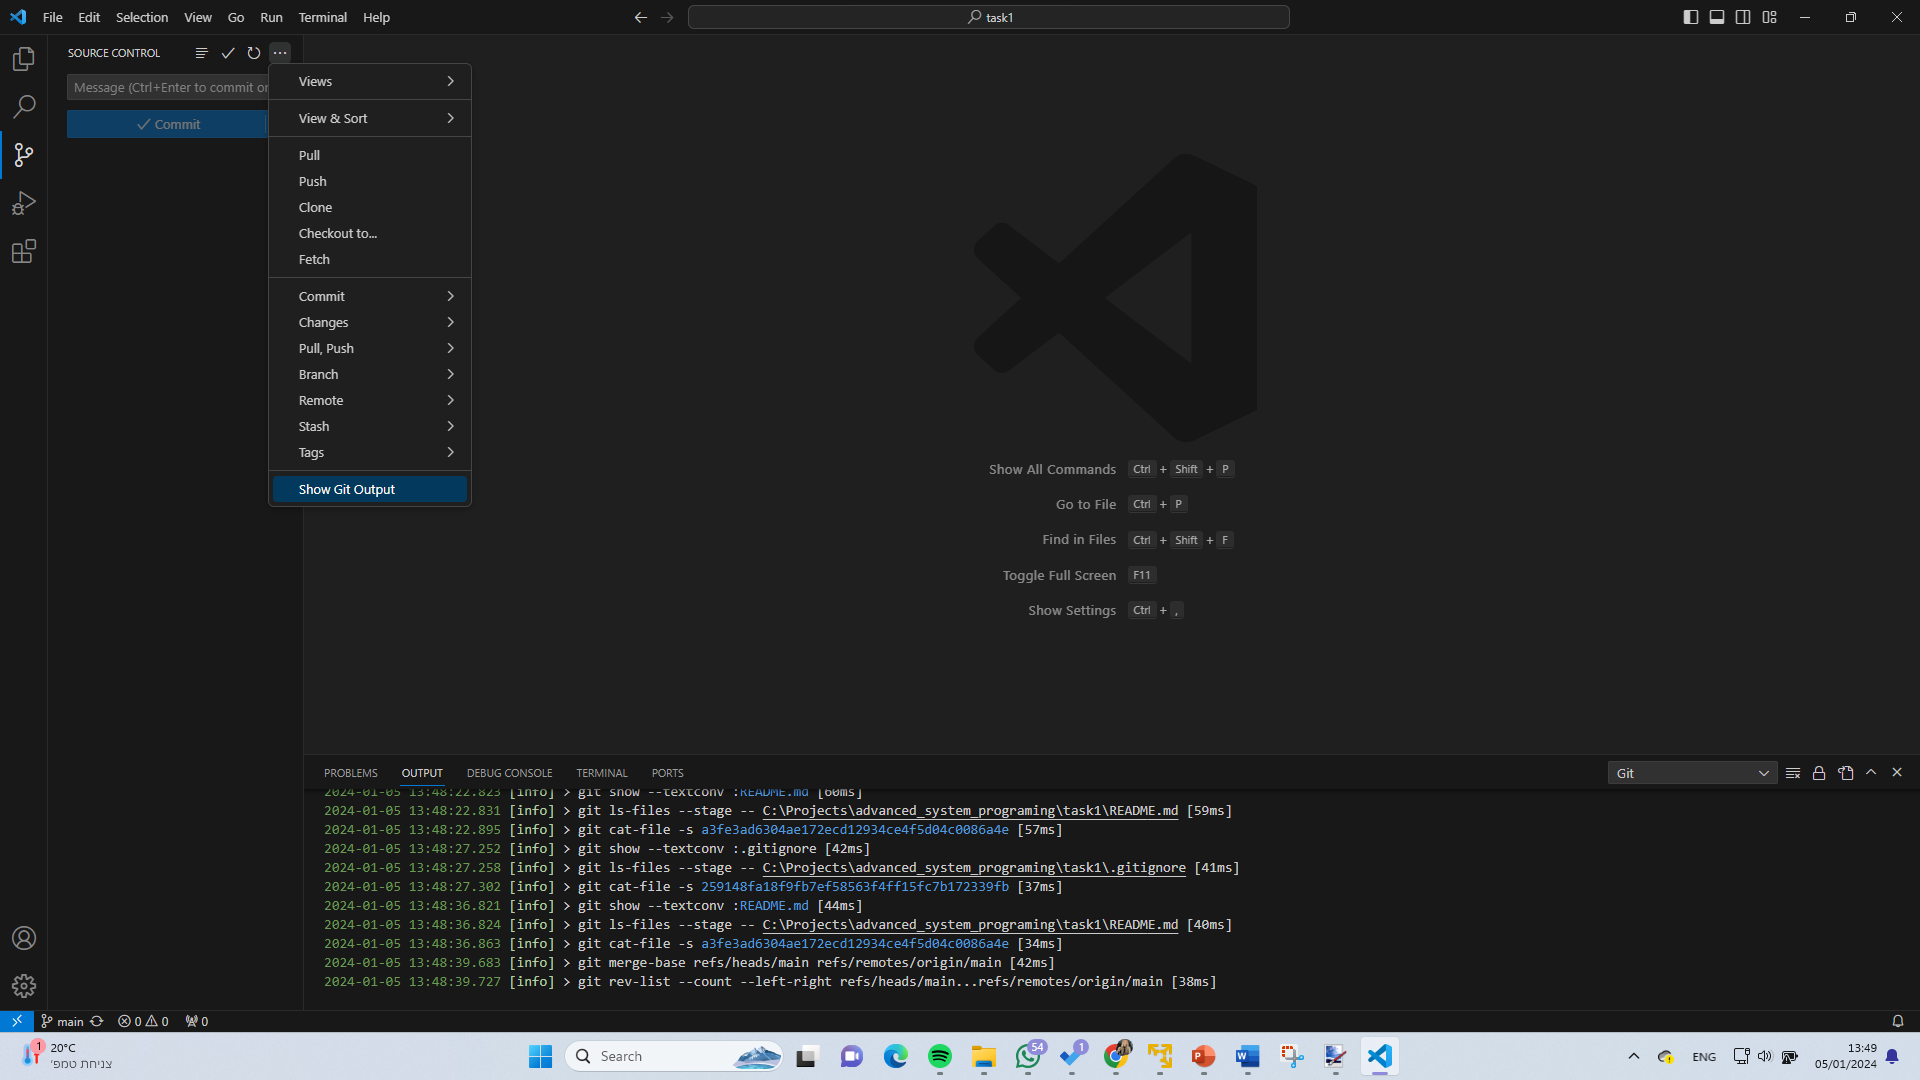 File Edit Selection View Go Run Terminal Help
task1
SOURCE CONTROL
Message (Ctrl+Enter to commit or
Commit
Views
View & Sort
Pull
Push
Clone
Checkout to...
Fetch
Commit
Changes
Pull, Push
Branch
Remote
Stash
Tags
Show Git Output
Show All Commands Ctrl + Shift + P
Go to File Ctrl + P
Find in Files Ctrl + Shift + F
Toggle Full Screen F11
Show Settings Ctrl + ,
PROBLEMS OUTPUT DEBUG CONSOLE TERMINAL PORTS
Git
2024-01-05 13:48:22.823 [info] > git show --textconv :README.md [60ms]
2024-01-05 13:48:22.831 [info] > git ls-files --stage -- C:\Projects\advanced_system_programing\task1\README.md [59ms]
2024-01-05 13:48:22.895 [info] > git cat-file -s a3fe3ad6304ae172ecd12934ce4f5d04c0086a4e [57ms]
2024-01-05 13:48:27.252 [info] > git show --textconv :.gitignore [42ms]
2024-01-05 13:48:27.258 [info] > git ls-files --stage -- C:\Projects\advanced_system_programing\task1\.gitignore [41ms]
2024-01-05 13:48:27.302 [info] > git cat-file -s 259148fa18f9fb7ef58563f4ff15fc7b172339fb [37ms]
2024-01-05 13:48:36.821 [info] > git show --textconv :README.md [44ms]
2024-01-05 13:48:36.824 [info] > git ls-files --stage -- C:\Projects\advanced_system_programing\task1\README.md [40ms]
2024-01-05 13:48:36.863 [info] > git cat-file -s a3fe3ad6304ae172ecd12934ce4f5d04c0086a4e [34ms]
2024-01-05 13:48:39.683 [info] > git merge-base refs/heads/main refs/remotes/origin/main [42ms]
2024-01-05 13:48:39.727 [info] > git rev-list --count --left-right refs/heads/main...refs/remotes/origin/main [38ms]
main 0 0 0
1
20°C
צניחת טמפ'
Search
54
1
ENG
13:49
05/01/2024